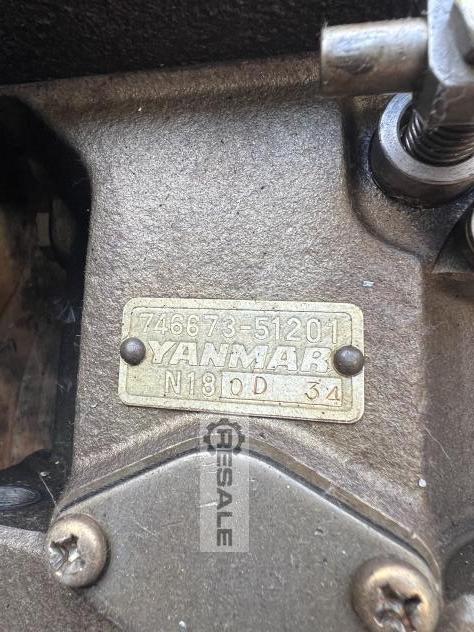 746673-51201
YANMAR
N18 0D 34
RESALE